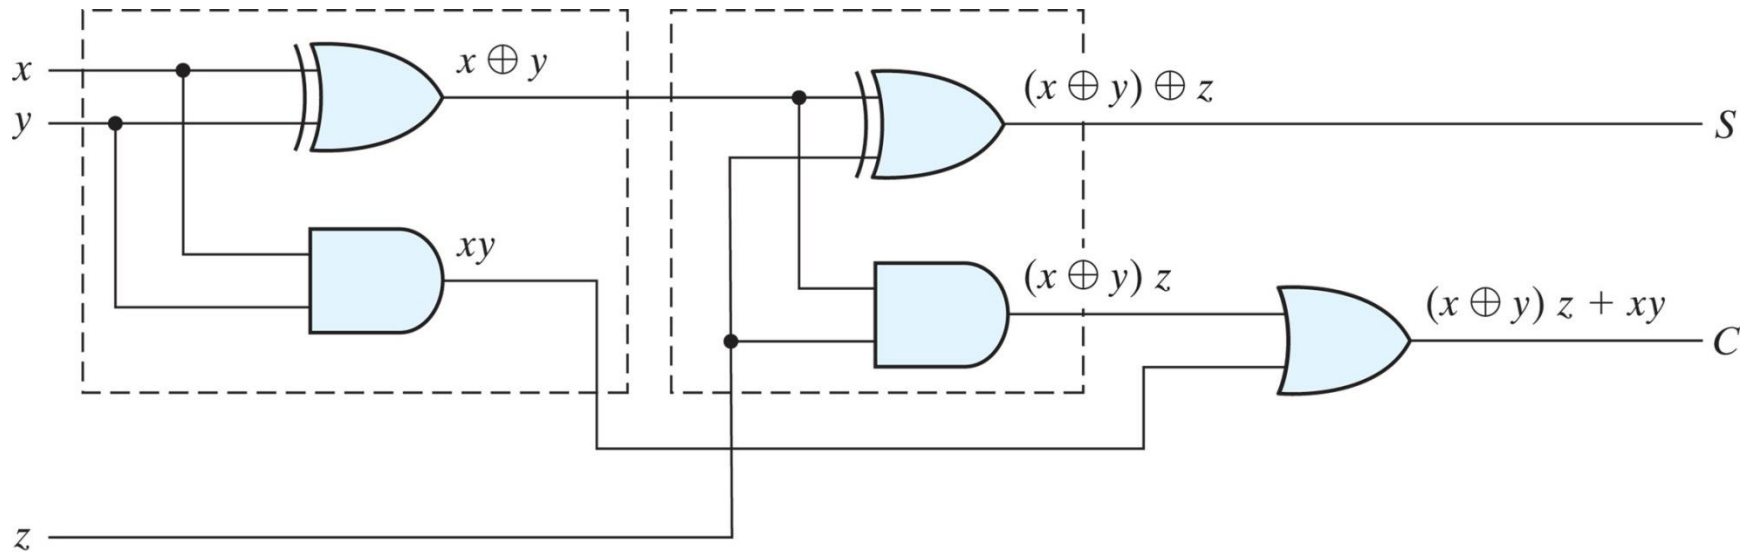 x
x ⊕ y
(x ⊕ y) ⊕ z
y
S
xy
(x ⊕ y) z
(x ⊕ y) z + xy
C
z